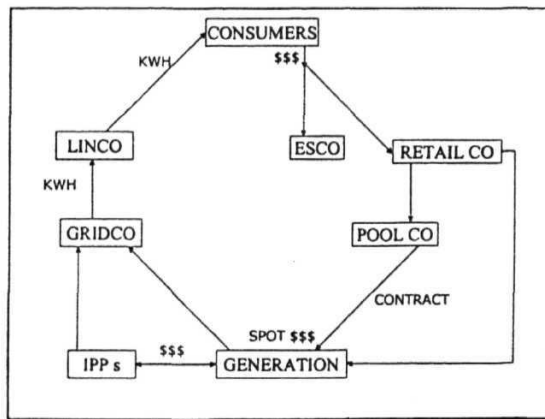 CONSUMERS
KWH
$$$
LINCO
ESCO
RETAIL CO
KWH
GRIDCO
POOL CO
CONTRACT
SPOT $$$
IPP s
$$$
GENERATION